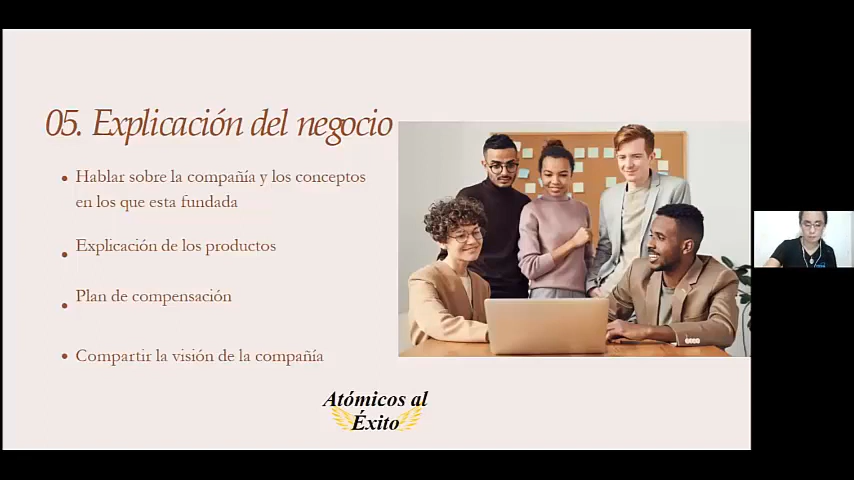 05. Explicación del negocio
Hablar sobre la compañía y los conceptos
en los que esta fundada
Explicación de los productos
Plan de compensación
Compartir la visión de la compañía
Atómicos al
Éxito